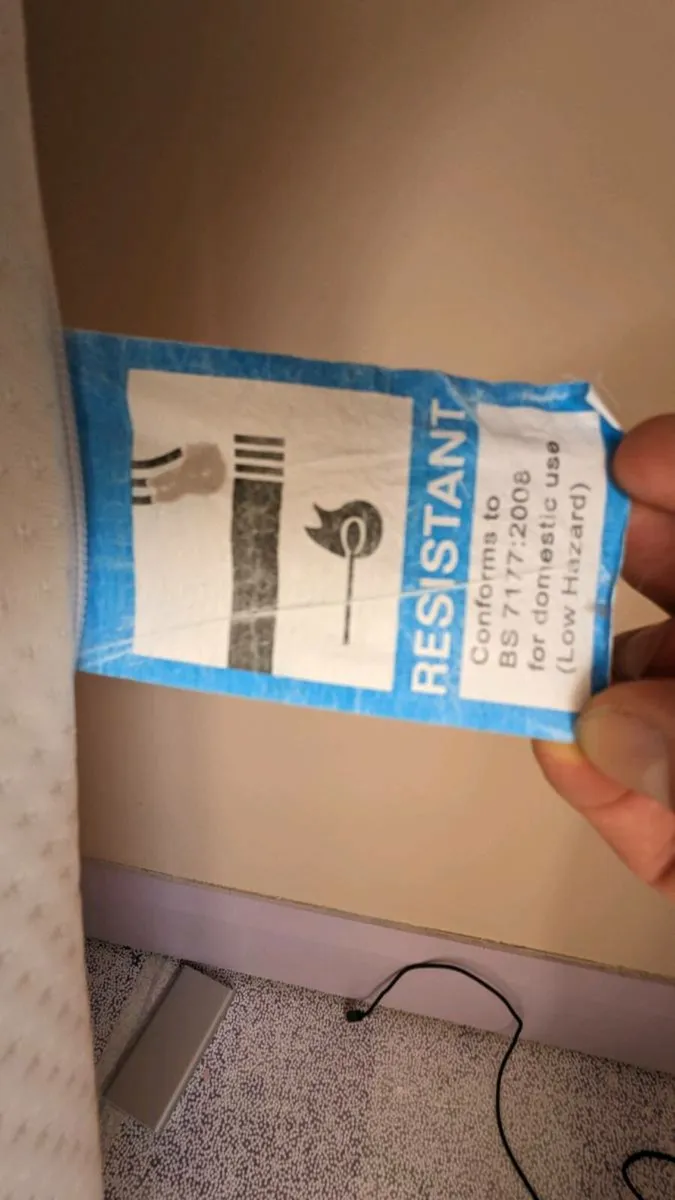 RESISTANT
Conforms to
BS 7177:2008
for domestic use
(Low Hazard)